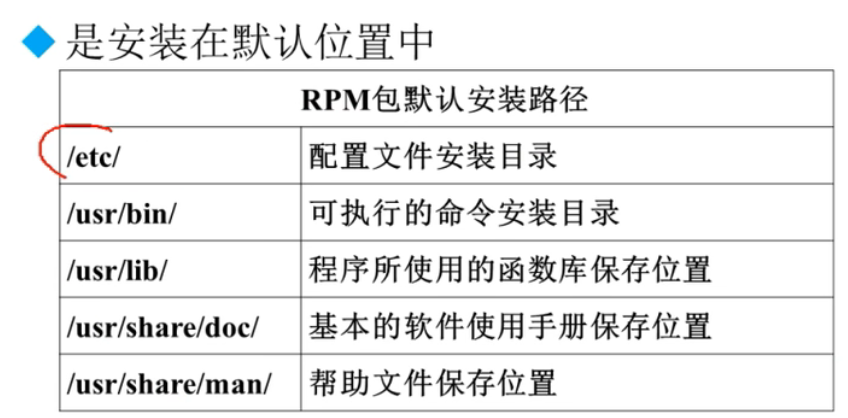 是安装在默认位置中
RPM包默认安装路径
/etc/ 配置文件安装目录
/usr/bin/ 可执行的命令安装目录
/usr/lib/ 程序所使用的函数库保存位置
/usr/share/doc/ 基本的软件使用手册保存位置
/usr/share/man/ 帮助文件保存位置